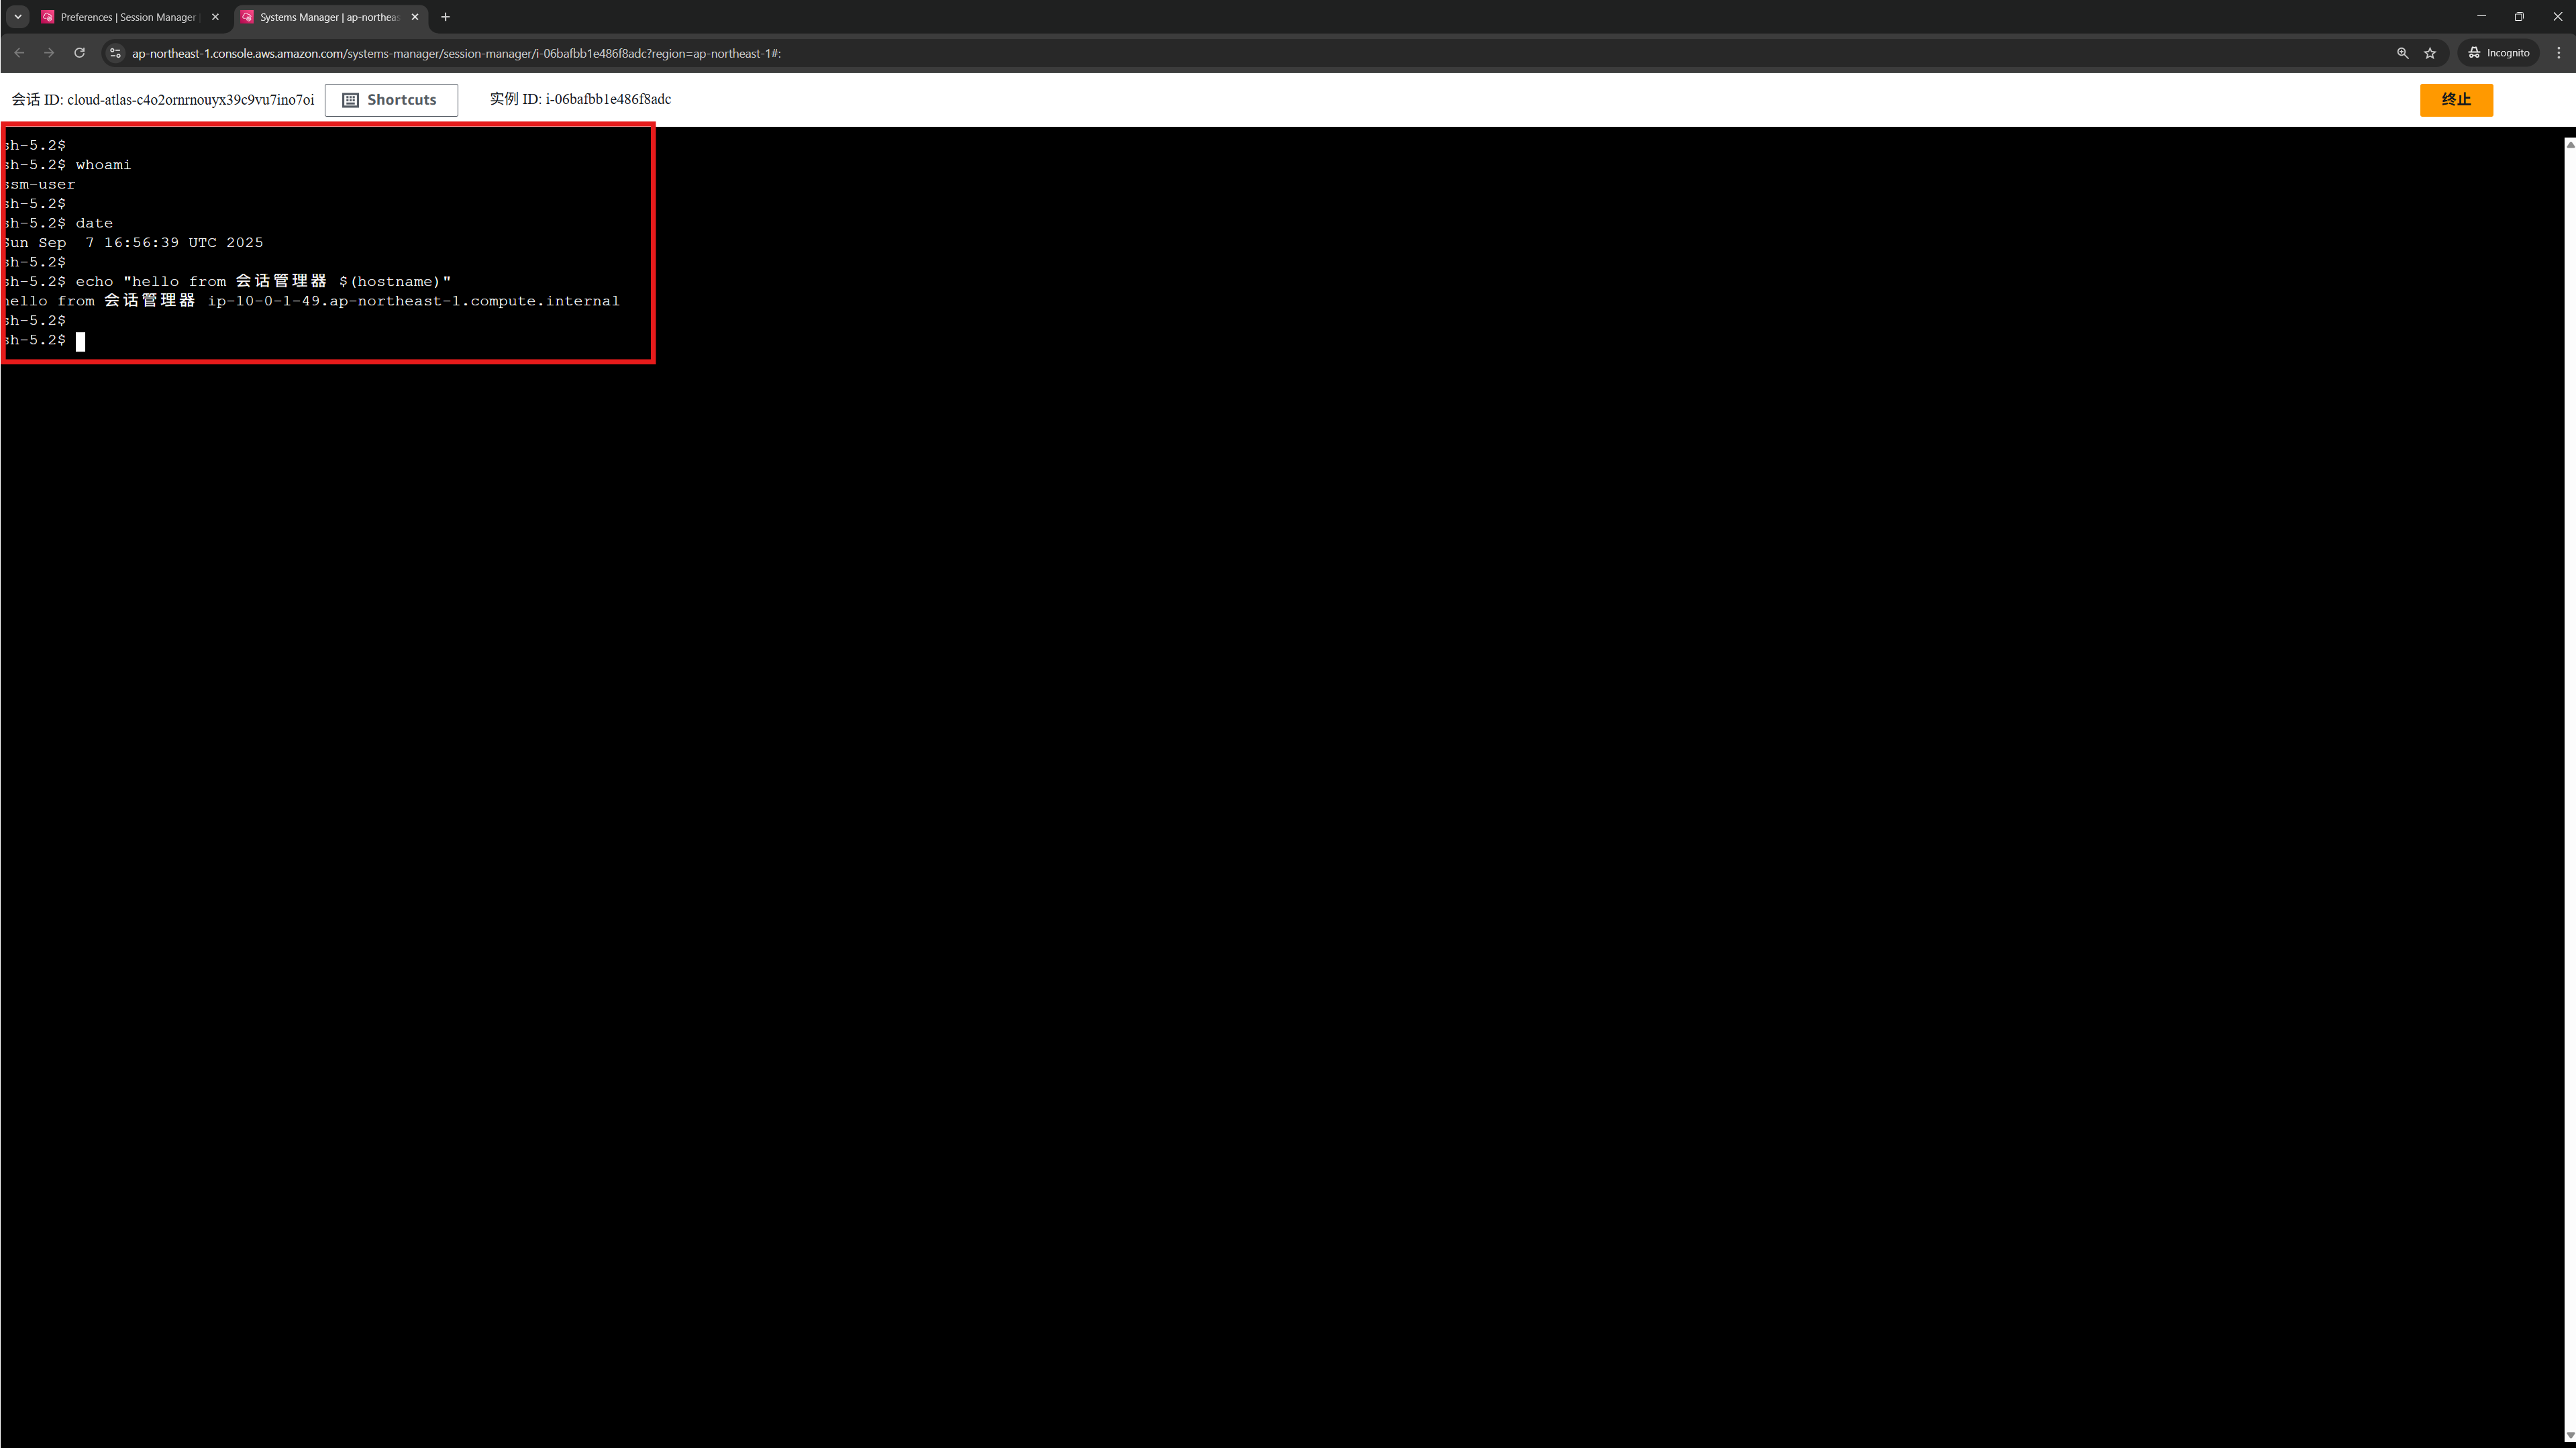 Preferences | Session Manager
Systems Manager | ap-northeas
ap-northeast-1.console.aws.amazon.com/systems-manager/session-manager/i-06bafbb1e486f8adc?region=ap-northeast-1#:
Incognito
会话 ID: cloud-atlas-c4o2ornrnouyx39c9vu7ino7oi
Shortcuts
实例 ID: i-06bafbb1e486f8adc
终止
sh-5.2$
sh-5.2$ whoami
ssm-user
sh-5.2$
sh-5.2$ date
Sun Sep  7 16:56:39 UTC 2025
sh-5.2$
sh-5.2$ echo "hello from 会话管理器 $(hostname)"
hello from 会话管理器 ip-10-0-1-49.ap-northeast-1.compute.internal
sh-5.2$
sh-5.2$